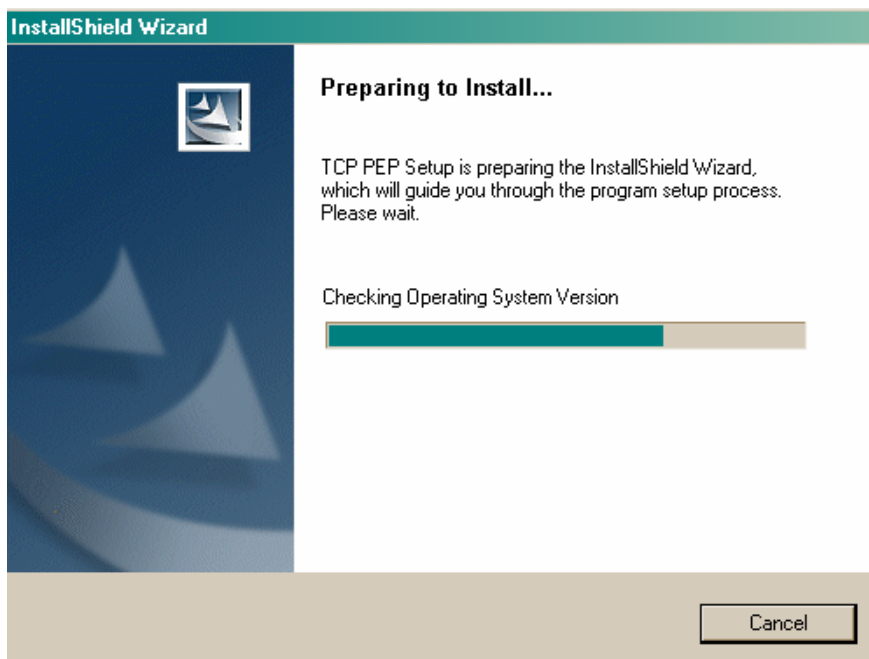 InstallShield Wizard
Preparing to Install...
TCP PEP Setup is preparing the InstallShield Wizard,
which will guide you through the program setup process.
Please wait.
Checking Operating System Version
Cancel